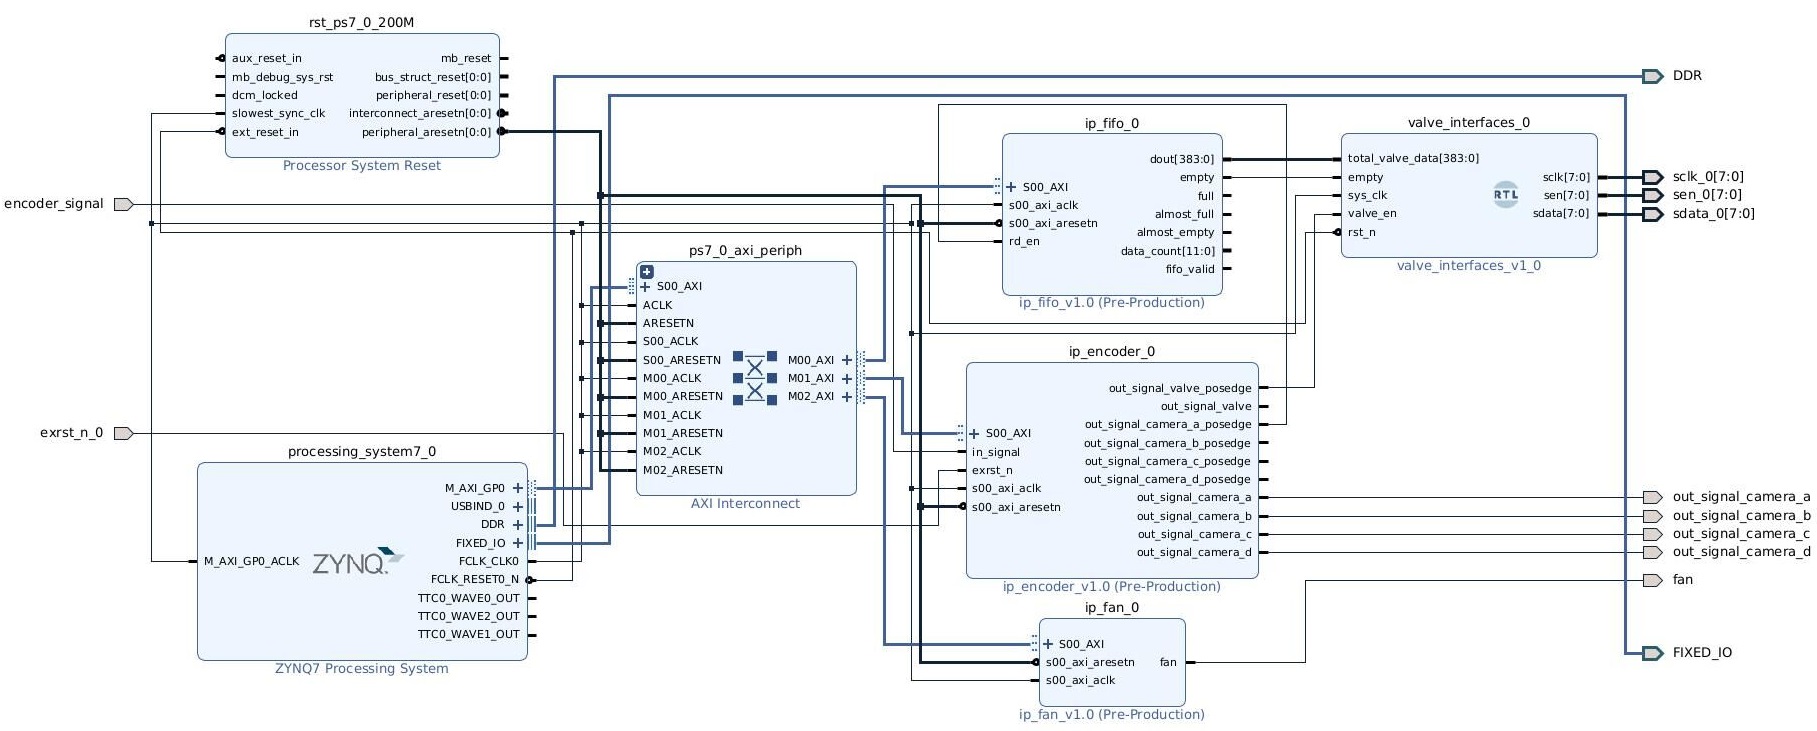 rst_ps7_0_200M
aux_reset_in
mb_debug_sys_rst
dcm_locked
slowest_sync_clk
ext_reset_in
mb_reset
bus_struct_reset[0:0]
peripheral_reset[0:0]
interconnect_aresetn[0:0]
peripheral_aresetn[0:0]
Processor System Reset
encoder_signal
exrst_n_0
processing_system7_0
M_AXI_GP0_ACLK
ZYNQ
M_AXI_GP0
USBIND_0
DDR
FIXED_IO
FCLK_CLK0
FCLK_RESET0_N
TTC0_WAVE0_OUT
TTC0_WAVE2_OUT
TTC0_WAVE1_OUT
ZYNQ7 Processing System
ps7_0_axi_periph
S00_AXI
ACLK
ARESETN
S00_ACLK
S00_ARESETN
M00_ACLK
M00_ARESETN
M01_ACLK
M01_ARESETN
M02_ACLK
M02_ARESETN
M00_AXI
M01_AXI
M02_AXI
AXI Interconnect
ip_fifo_0
S00_AXI
s00_axi_aclk
s00_axi_aresetn
rd_en
dout[383:0]
empty
full
almost_full
almost_empty
data_count[11:0]
fifo_valid
ip_fifo_v1.0 (Pre-Production)
valve_interfaces_0
total_valve_data[383:0]
empty
sys_clk
valve_en
rst_n
RTL
sclk[7:0]
sen[7:0]
sdata[7:0]
valve_interfaces_v1_0
ip_encoder_0
S00_AXI
in_signal
exrst_n
s00_axi_aclk
s00_axi_aresetn
out_signal_valve_posedge
out_signal_valve
out_signal_camera_a_posedge
out_signal_camera_b_posedge
out_signal_camera_c_posedge
out_signal_camera_d_posedge
out_signal_camera_a
out_signal_camera_b
out_signal_camera_c
out_signal_camera_d
ip_encoder_v1.0 (Pre-Production)
ip_fan_0
S00_AXI
s00_axi_aresetn
s00_axi_aclk
fan
ip_fan_v1.0 (Pre-Production)
DDR
sclk_0[7:0]
sen_0[7:0]
sdata_0[7:0]
out_signal_camera_a
out_signal_camera_b
out_signal_camera_c
out_signal_camera_d
fan
FIXED_IO